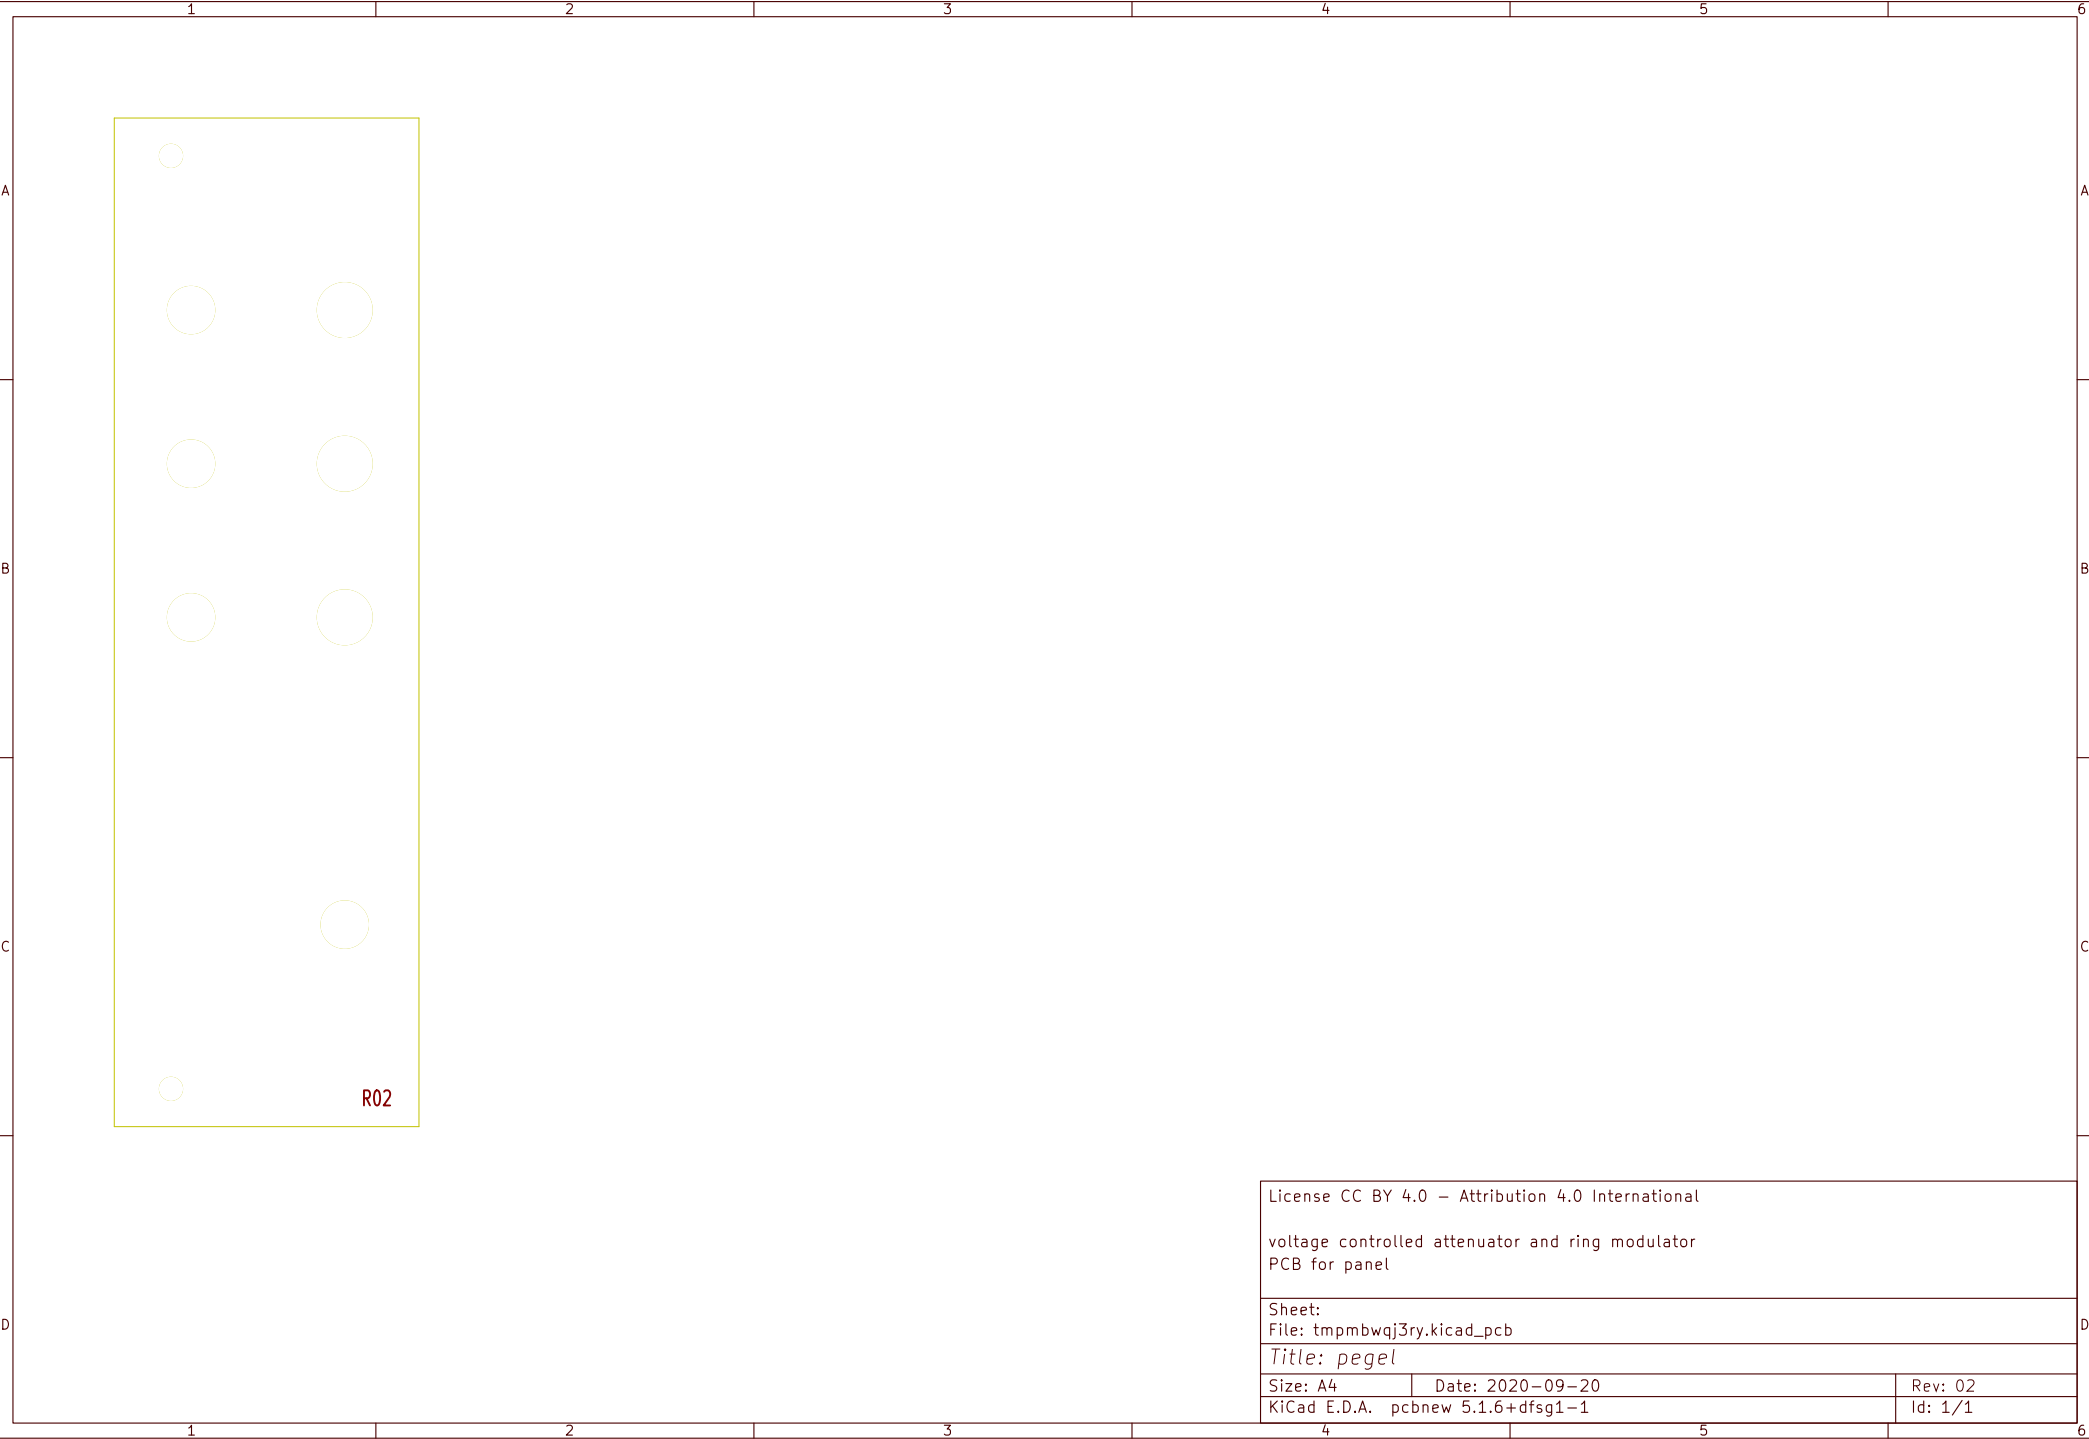 1 2 3 4 5 6
A A
B B
C C
R02
License CC BY 4.0 – Attribution 4.0 International
voltage controlled attenuator and ring modulator
PCB for panel
Sheet:
File: tmpmbwqj3ry.kicad_pcb
D D
Title: pegel
Size: A4 Date: 2020–09–20 Rev: 02
KiCad E.D.A. pcbnew 5.1.6+dfsg1–1 Id: 1/1
1 2 3 4 5 6